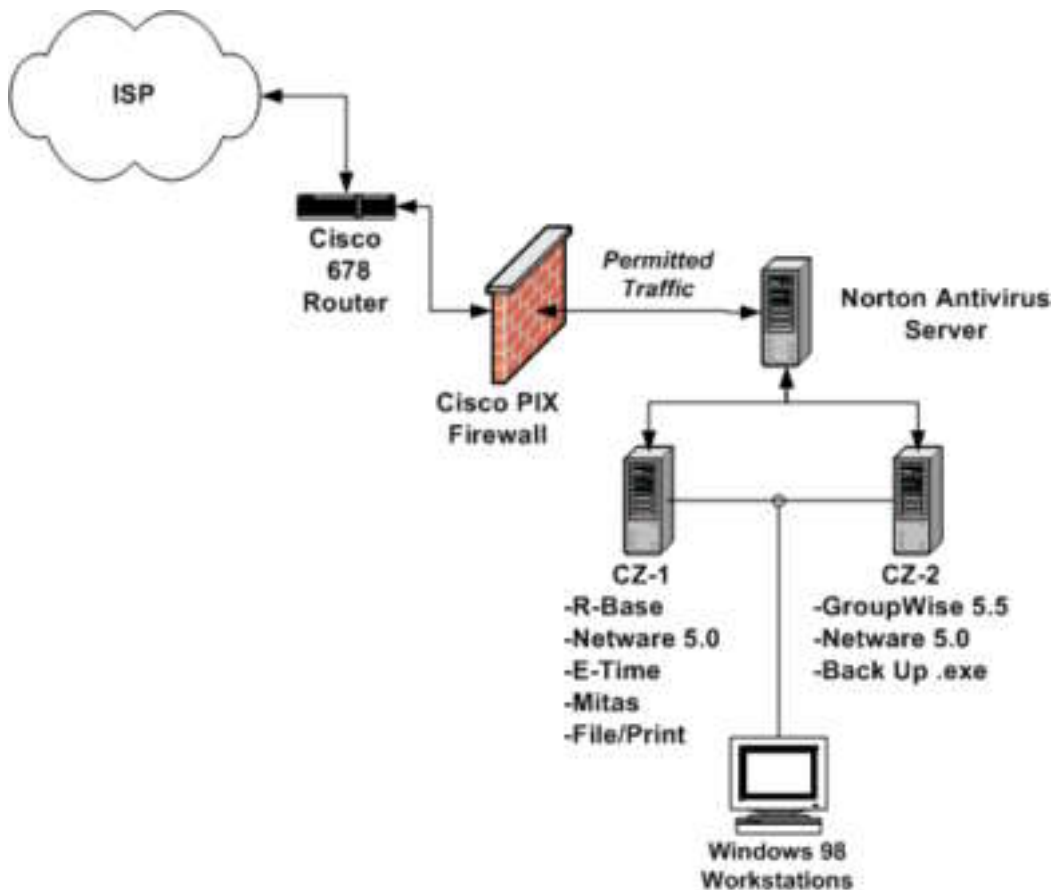 ISP
Cisco
678
Router
Permitted
Traffic
Cisco PIX
Firewall
Norton Antivirus
Server
CZ-1
-R-Base
-Netware 5.0
-E-Time
-Mitas
-File/Print
CZ-2
-GroupWise 5.5
-Netware 5.0
-Back Up .exe
Windows 98
Workstations